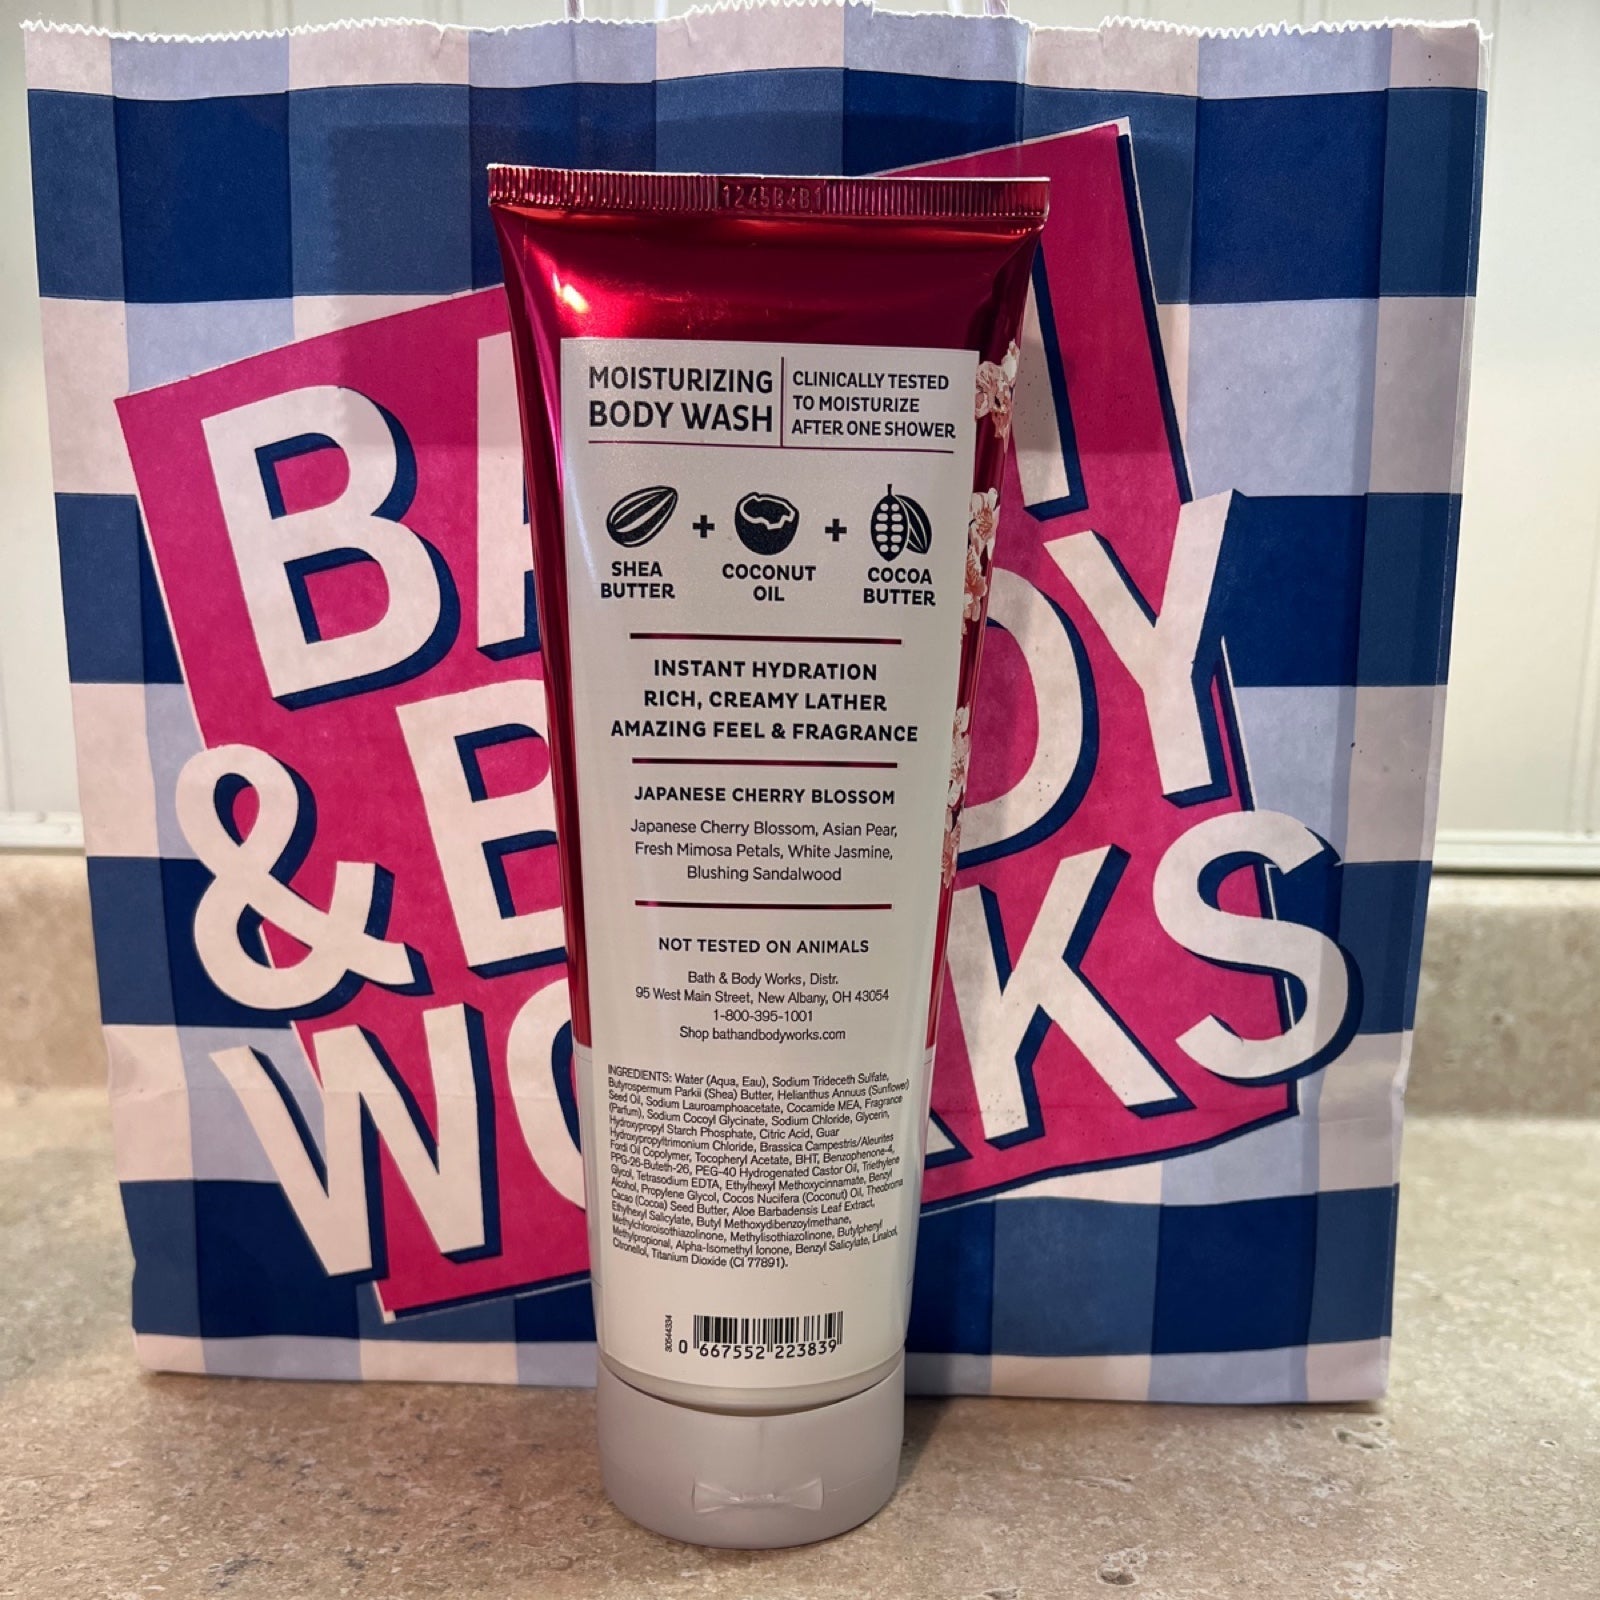 BA
DY
& B
WO
RKS
1245B4B1
MOISTURIZING
BODY WASH
CLINICALLY TESTED
TO MOISTURIZE
AFTER ONE SHOWER
SHEA
BUTTER
+
COCONUT
OIL
+
COCOA
BUTTER
INSTANT HYDRATION
RICH, CREAMY LATHER
AMAZING FEEL & FRAGRANCE
JAPANESE CHERRY BLOSSOM
Japanese Cherry Blossom, Asian Pear,
Fresh Mimosa Petals, White Jasmine,
Blushing Sandalwood
NOT TESTED ON ANIMALS
Bath & Body Works, Distr.
95 West Main Street, New Albany, OH 43054
1-800-395-1001
Shop bathandbodyworks.com
INGREDIENTS: Water (Aqua, Eau), Sodium Trideceth Sulfate,
Butyrospermum Parkii (Shea) Butter, Helianthus Annuus (Sunflower)
Seed Oil, Sodium Lauroamphoacetate, Cocamide MEA, Fragrance
(Parfum), Sodium Cocoyl Glycinate, Sodium Chloride, Glycerin,
Hydroxypropyl Starch Phosphate, Citric Acid, Guar
Hydroxypropyltrimonium Chloride, Brassica Campestris/Aleurites
Fordi Oil Copolymer, Tocopheryl Acetate, BHT, Benzophenone-4,
PPG-26-Buteth-26, PEG-40 Hydrogenated Castor Oil, Triethylene
Glycol, Tetrasodium EDTA, Ethylhexyl Methoxycinnamate, Benzyl
Alcohol, Propylene Glycol, Cocos Nucifera (Coconut) Oil, Theobroma
Cacao (Cocoa) Seed Butter, Aloe Barbadensis Leaf Extract,
Ethylhexyl Salicylate, Butyl Methoxydibenzoylmethane,
Methylchloroisothiazolinone, Methylisothiazolinone, Butylphenyl
Methylpropional, Alpha-Isomethyl Ionone, Benzyl Salicylate, Linalool,
Citronellol, Titanium Dioxide (CI 77891).
30544334
0 667552 223839